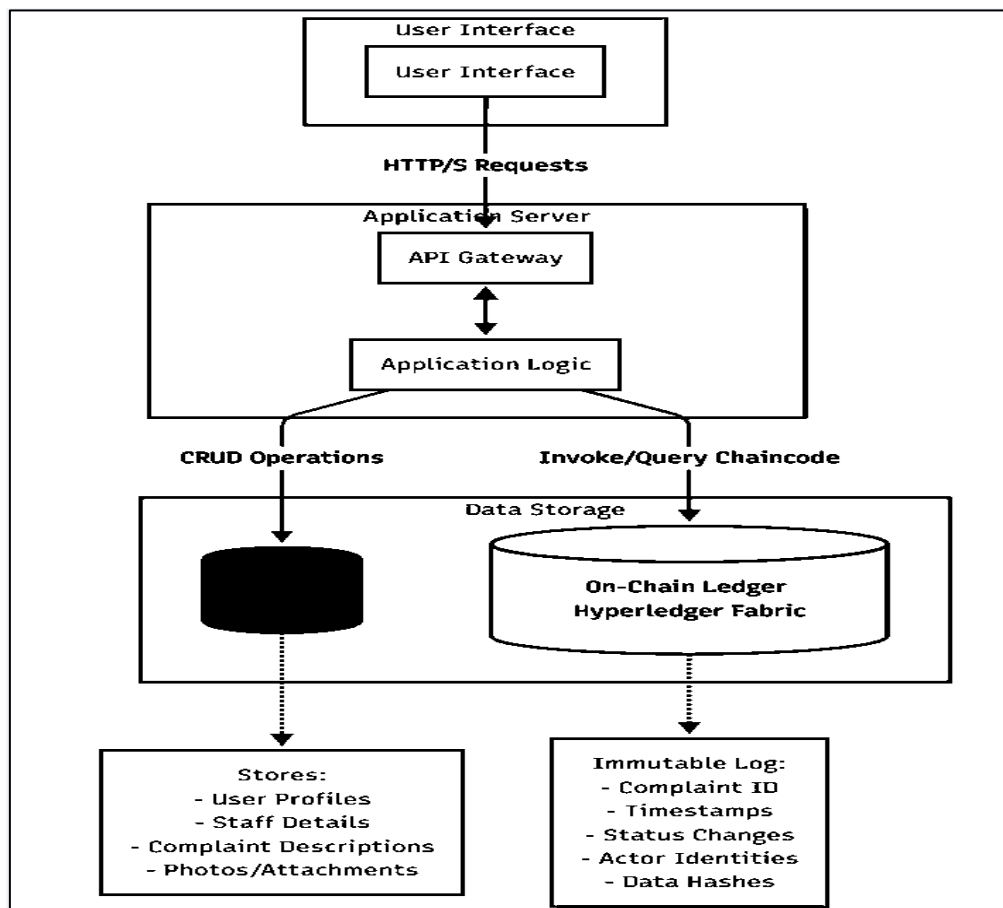 User Interface
User Interface
HTTP/S Requests
Application Server
API Gateway
Application Logic
CRUD Operations
Invoke/Query Chaincode
Data Storage
On-Chain Ledger
Hyperledger Fabric
Stores:
- User Profiles
- Staff Details
- Complaint Descriptions
- Photos/Attachments
Immutable Log:
- Complaint ID
- Timestamps
- Status Changes
- Actor Identities
- Data Hashes